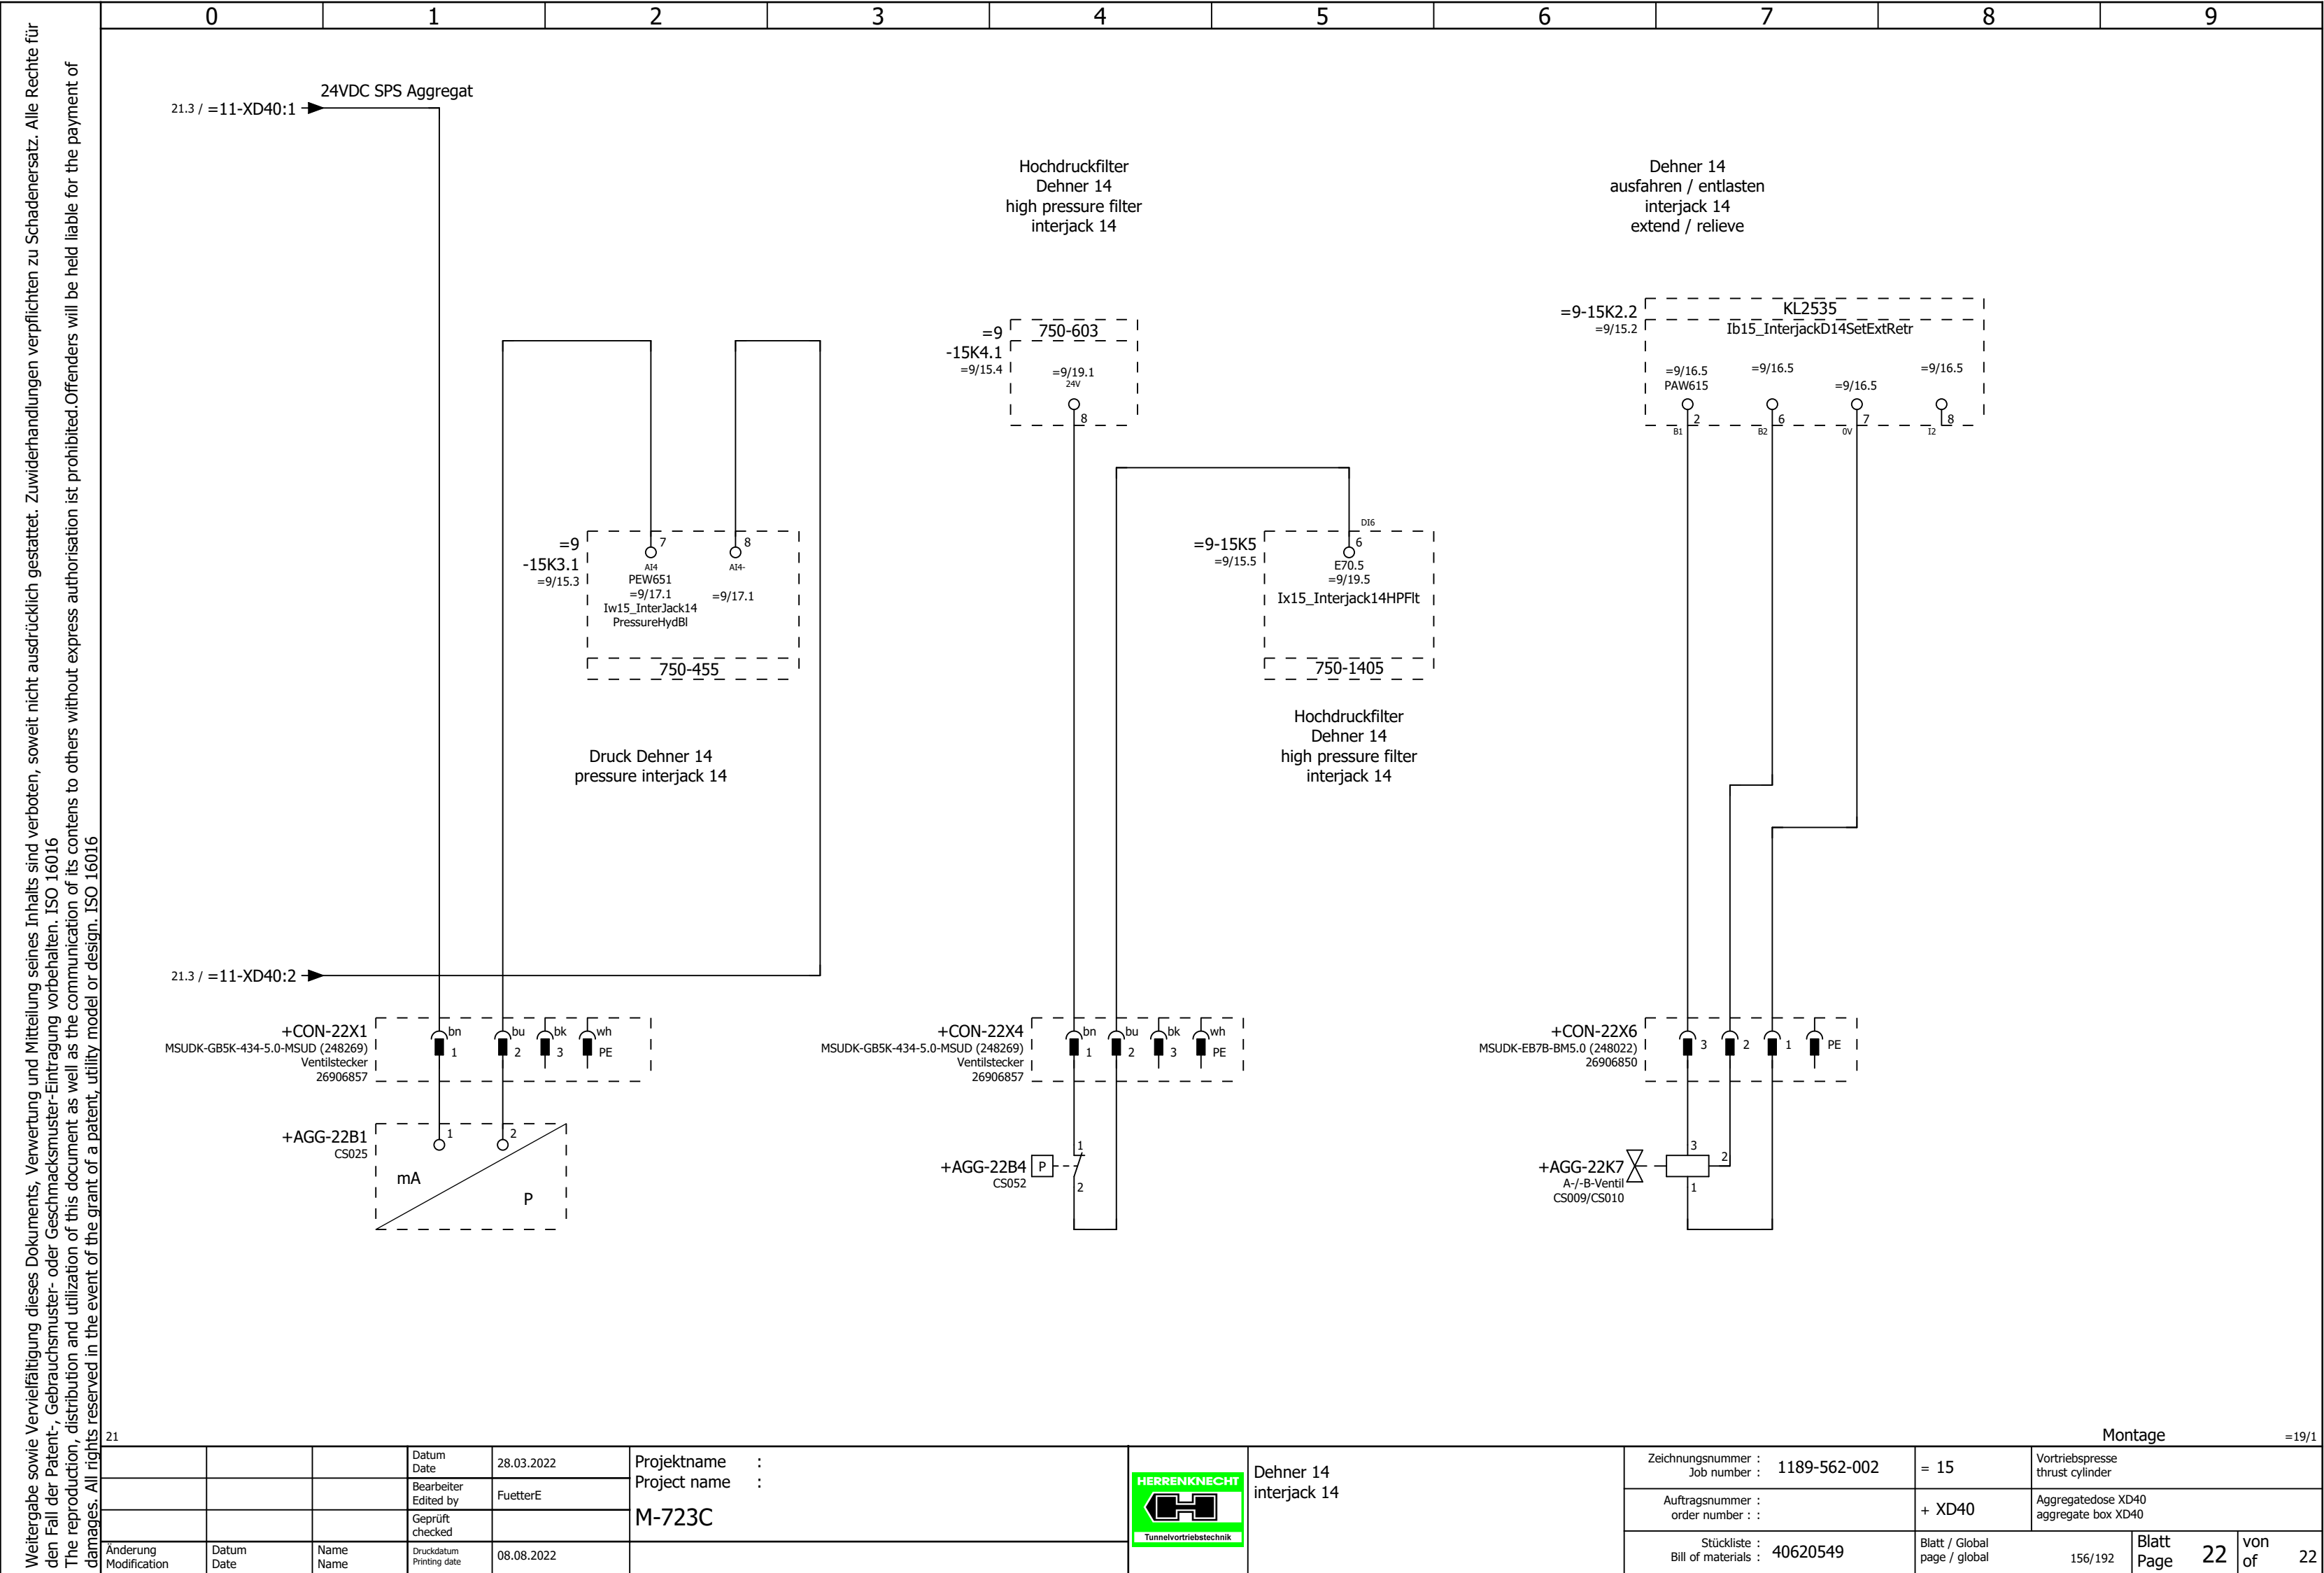 0 1 2 3 4 5 6 7 8 9
Weitergabe sowie Vervielfältigung dieses Dokuments, Verwertung und Mitteilung seines Inhalts sind verboten, soweit nicht ausdrücklich gestattet. Zuwiderhandlungen verpflichten zu Schadenersatz. Alle Rechte für
den Fall der Patent-, Gebrauchsmuster- oder Geschmacksmuster-Eintragung vorbehalten. ISO 16016
The reproduction, distribution and utilization of this document as well as the communication of its contens to others without express authorisation ist prohibited.Offenders will be held liable for the payment of
damages. All rights reserved in the event of the grant of a patent, utility model or design. ISO 16016
24VDC SPS Aggregat
21.3 / =11-XD40:1
Hochdruckfilter
Dehner 14
high pressure filter
interjack 14
Dehner 14
ausfahren / entlasten
interjack 14
extend / relieve
=9
-15K4.1
=9/15.4
750-603
=9/19.1
24V
8
=9-15K2.2
=9/15.2
KL2535
Ib15_InterjackD14SetExtRetr
=9/16.5
PAW615
=9/16.5
=9/16.5
=9/16.5
2 6 7 8
B1 B2 0V I2
=9
-15K3.1
=9/15.3
7 8
AI4 AI4-
PEW651
=9/17.1
Iw15_InterJack14
PressureHydBl
=9/17.1
750-455
=9-15K5
=9/15.5
DI6
6
E70.5
=9/19.5
Ix15_Interjack14HPFlt
750-1405
Druck Dehner 14
pressure interjack 14
Hochdruckfilter
Dehner 14
high pressure filter
interjack 14
21.3 / =11-XD40:2
+CON-22X1
MSUDK-GB5K-434-5.0-MSUD (248269)
Ventilstecker
26906857
bn bu bk wh
1 2 3 PE
+CON-22X4
MSUDK-GB5K-434-5.0-MSUD (248269)
Ventilstecker
26906857
bn bu bk wh
1 2 3 PE
+CON-22X6
MSUDK-EB7B-BM5.0 (248022)
26906850
3 2 1 PE
+AGG-22B1
CS025
1 2
mA
P
+AGG-22B4
CS052
P
1
2
+AGG-22K7
A-/-B-Ventil
CS009/CS010
3
2
1
21
Montage
=19/1
Änderung
Modification
Datum
Date
Name
Name
Datum
Date
28.03.2022
Bearbeiter
Edited by
FuetterE
Geprüft
checked
Druckdatum
Printing date
08.08.2022
Projektname :
Project name :
M-723C
HERRENKNECHT
Tunnelvortriebstechnik
Dehner 14
interjack 14
Zeichnungsnummer :
Job number :
1189-562-002
Auftragsnummer :
order number : :
Stückliste :
Bill of materials :
40620549
= 15
Vortriebspresse
thrust cylinder
+ XD40
Aggregatedose XD40
aggregate box XD40
Blatt / Global
page / global
156/192
Blatt
Page
22
von
of
22